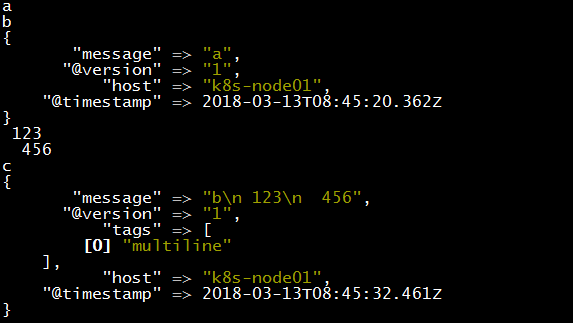 a
b
{
       "message" => "a",
      "@version" => "1",
          "host" => "k8s-node01",
    "@timestamp" => 2018-03-13T08:45:20.362Z
}
 123
  456
c
{
       "message" => "b\n 123\n  456",
      "@version" => "1",
          "tags" => [
        [0] "multiline"
    ],
          "host" => "k8s-node01",
    "@timestamp" => 2018-03-13T08:45:32.461Z
}